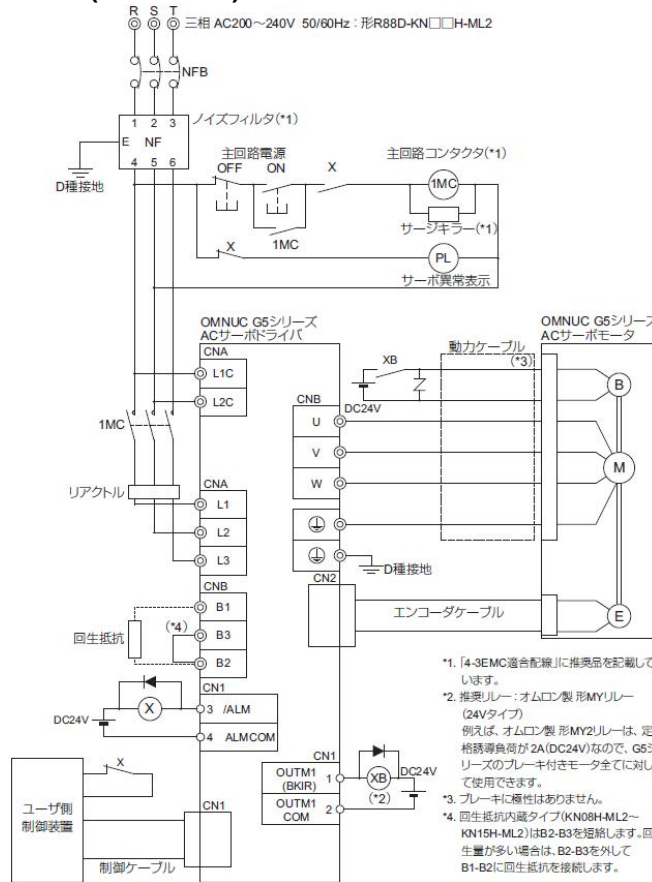 R S T
三相 AC200～240V 50/60Hz：形R88D-KN□□H-ML2
NFB
1 2 3
ノイズフィルタ(*1)
E NF
4 5 6
D種接地
主回路電源
OFF ON
X
主回路コンタクタ(*1)
1MC
サージキラー(*1)
1MC
X
PL
サーボ異常表示
OMNUC G5シリーズ
ACサーボドライバ
OMNUC G5シリーズ
ACサーボモータ
CNA
L1C
L2C
1MC
リアクトル
CNA
L1
L2
L3
CNB
B1
B3
B2
(*4)
回生抵抗
CN1
X
3 /ALM
DC24V
4 ALMCOM
X
ユーザ側
制御装置
CN1
制御ケーブル
XB
動力ケーブル
(*3)
DC24V
CNB
U
V
W
B
M
D種接地
CN2
エンコーダケーブル
E
CN1
OUTM1
(BKIR)
1
XB
DC24V
(*2)
OUTM1
COM
2
*1.「4-3EMC適合配線」に推奨品を記載して
います。
*2. 推奨リレー：オムロン製 形MYリレー
(24Vタイプ)
例えば、オムロン製 形MY2リレーは、定
格誘導負荷が 2A(DC24V)なので、G5シ
リーズのブレーキ付きモータ全てに対し
て使用できます。
*3. ブレーキに極性はありません。
*4. 回生抵抗内蔵タイプ(KN08H-ML2～
KN15H-ML2)はB2-B3を短絡します。回
生量が多い場合は、B2-B3を外して
B1-B2に回生抵抗を接続します。